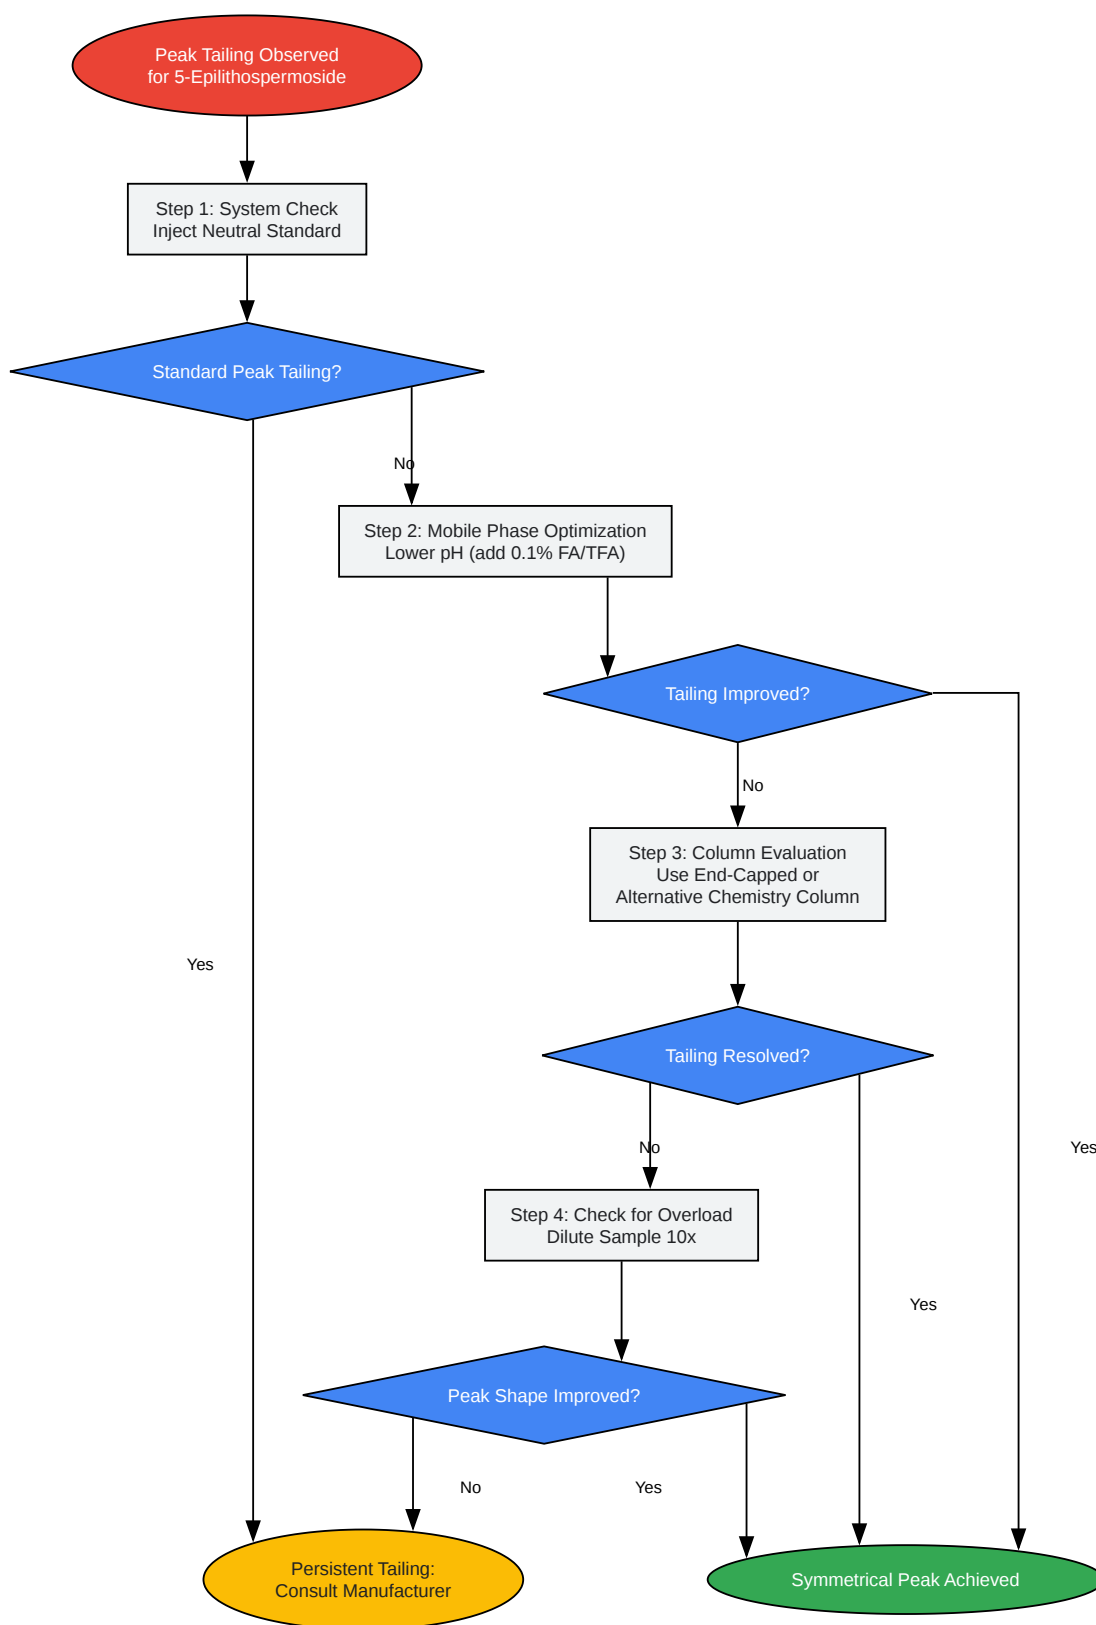 Peak Tailing Observed
for 5-Epilithospermoside
Step 1: System Check
Inject Neutral Standard
Standard Peak Tailing?
No
Step 2: Mobile Phase Optimization
Lower pH (add 0.1% FA/TFA)
Tailing Improved?
No
Step 3: Column Evaluation
Use End-Capped or
Alternative Chemistry Column
Yes
Tailing Resolved?
No
Yes
Step 4: Check for Overload
Dilute Sample 10x
Yes
Peak Shape Improved?
No
Yes
Persistent Tailing:
Consult Manufacturer
Symmetrical Peak Achieved